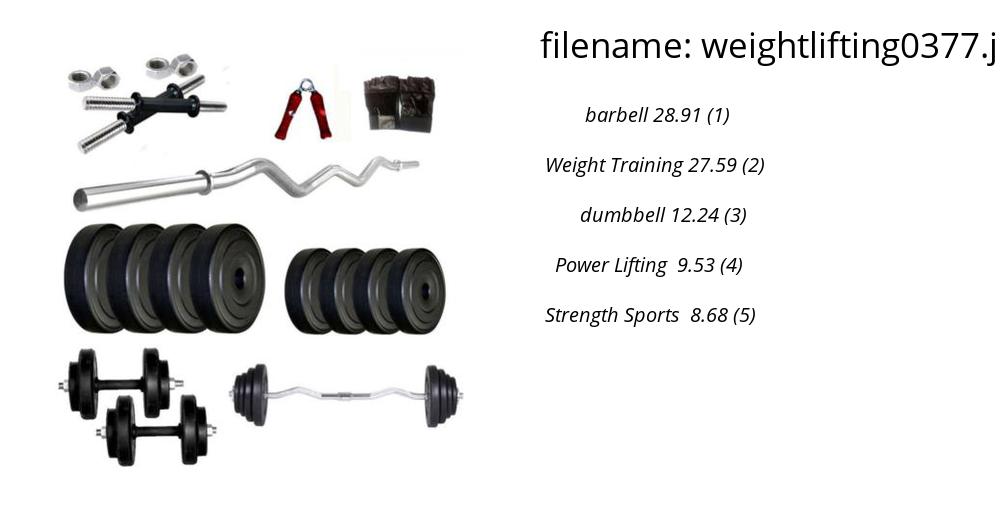 filename: weightlifting0377.j
barbell 28.91 (1)
Weight Training 27.59 (2)
dumbbell 12.24 (3)
Power Lifting 9.53 (4)
Strength Sports 8.68 (5)